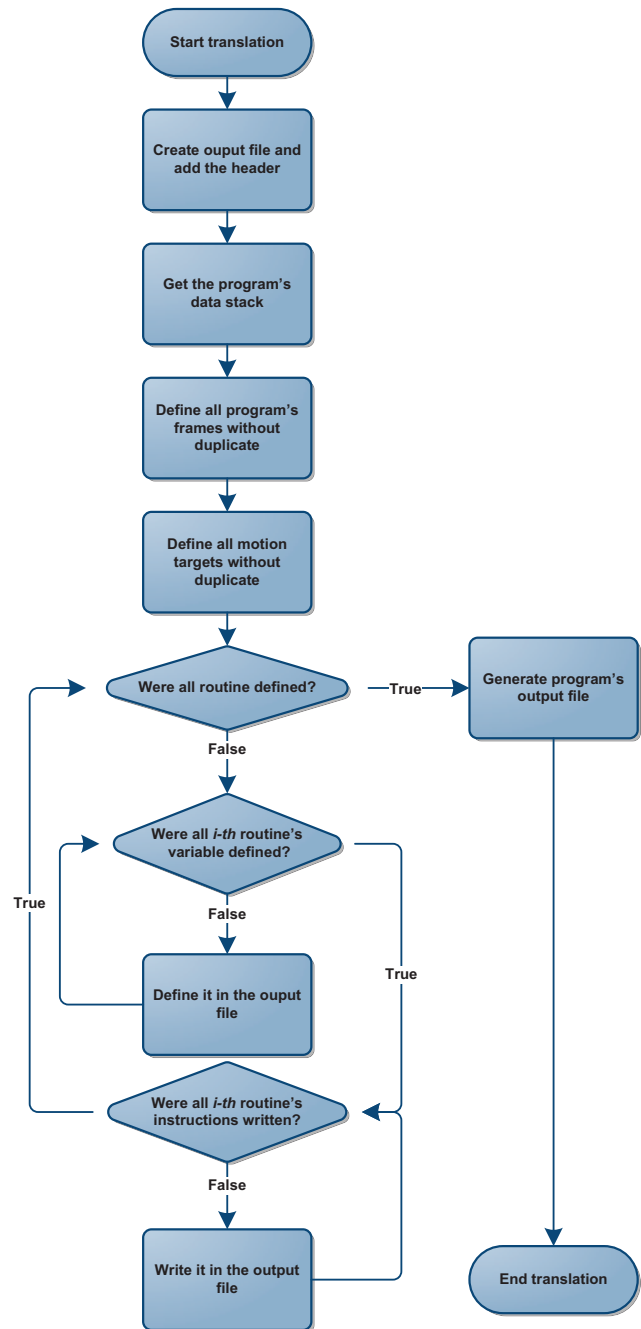 Start translation
Create ouput file and
add the header
Get the program's
data stack
Define all program's
frames without
duplicate
Define all motion
targets without
duplicate
Were all routine defined?
True
Generate program's
output file
False
Were all i-th routine's
variable defined?
True
False
True
Define it in the ouput
file
Were all i-th routine's
instructions written?
False
Write it in the output
file
End translation